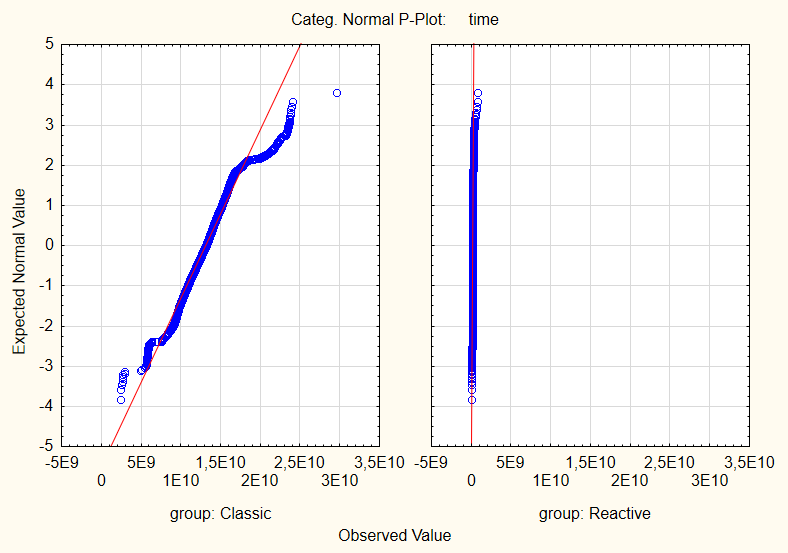 Categ. Normal P-Plot: time
5
4
3
2
1
0
-1
-2
-3
-4
-5
Expected Normal Value
-5E9 5E9 1,5E10 2,5E10 3,5E10 -5E9 5E9 1,5E10 2,5E10 3,5E10
0 1E10 2E10 3E10 0 1E10 2E10 3E10
group: Classic group: Reactive
Observed Value